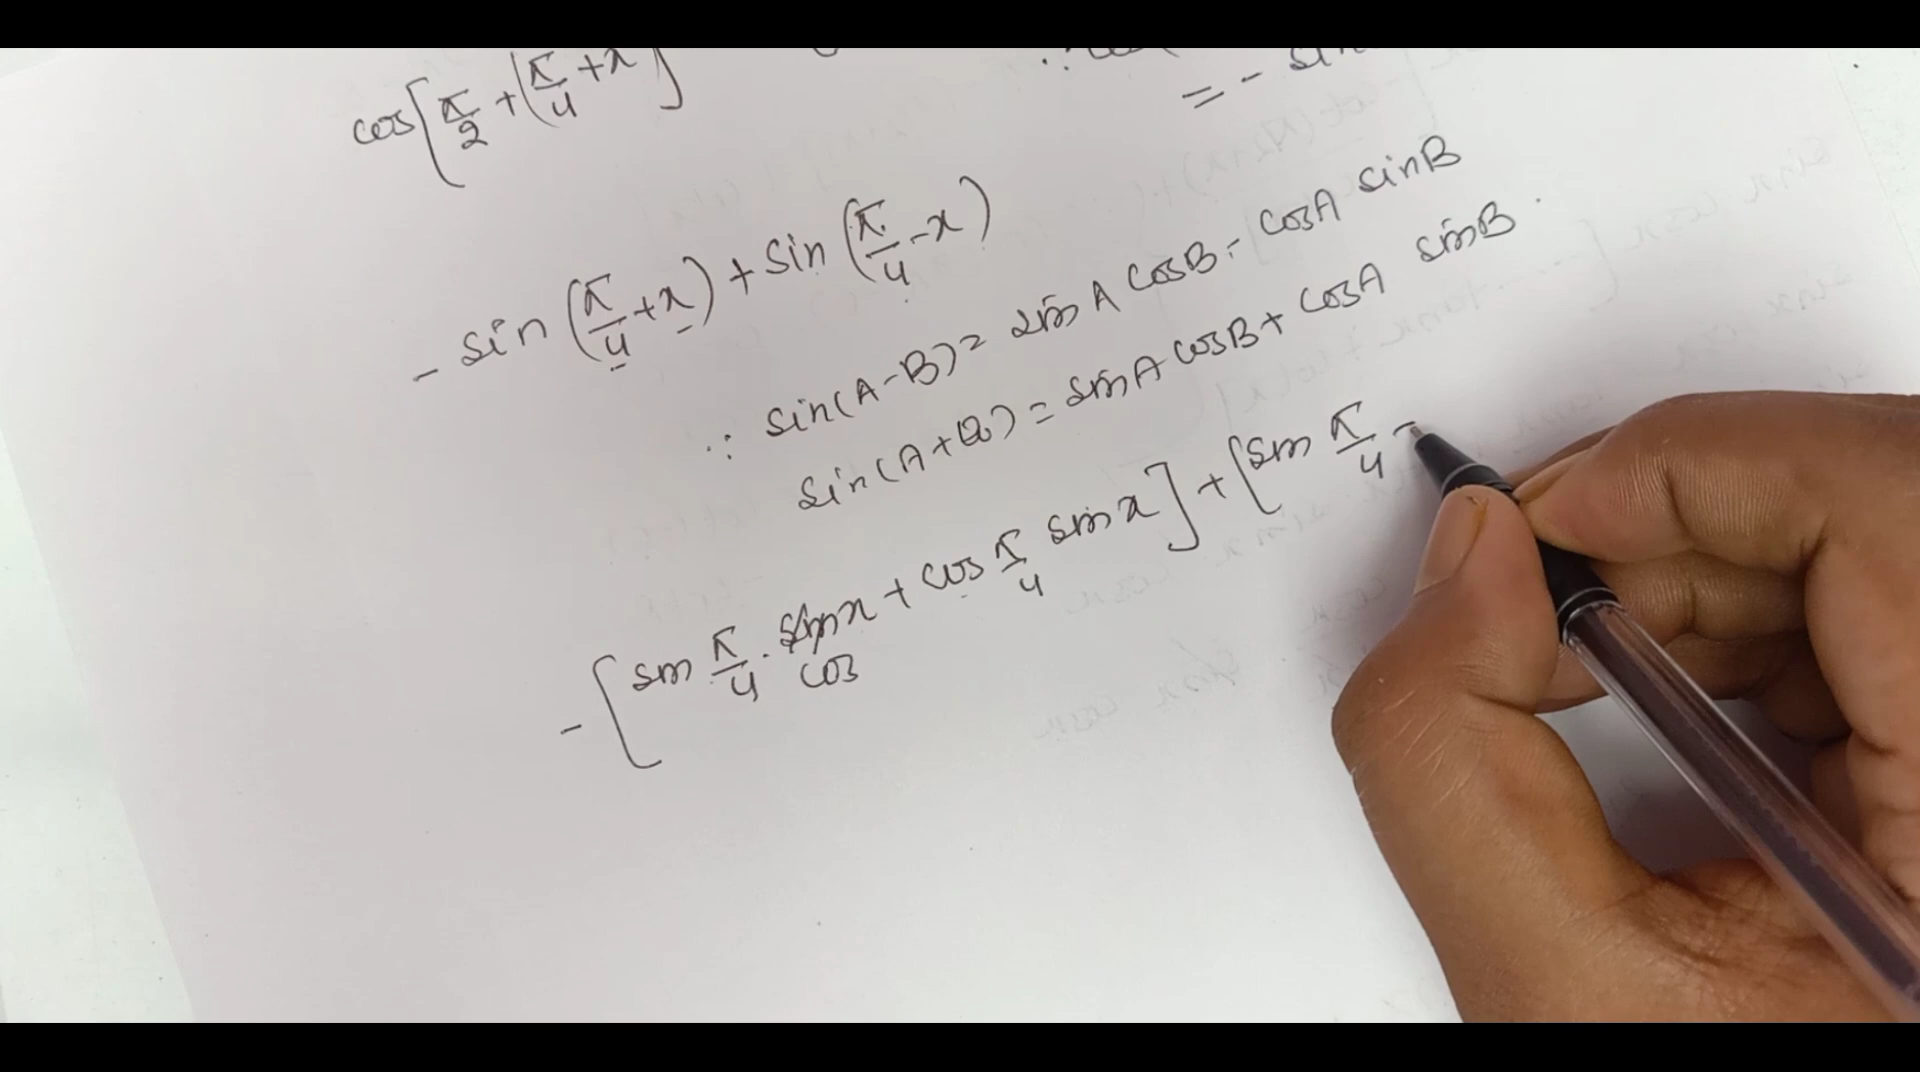 cos[π/2 + (π/4 + x]
= - sin
- sin (π/4 + x) + sin (π/4 - x)
∵ sin(A-B) = sin A cosB - cosA sinB
sin(A+B) = sinA cosB + cosA sinB.
- [sin π/4 . cos x + cos π/4 sin x] + [sin π/4 -